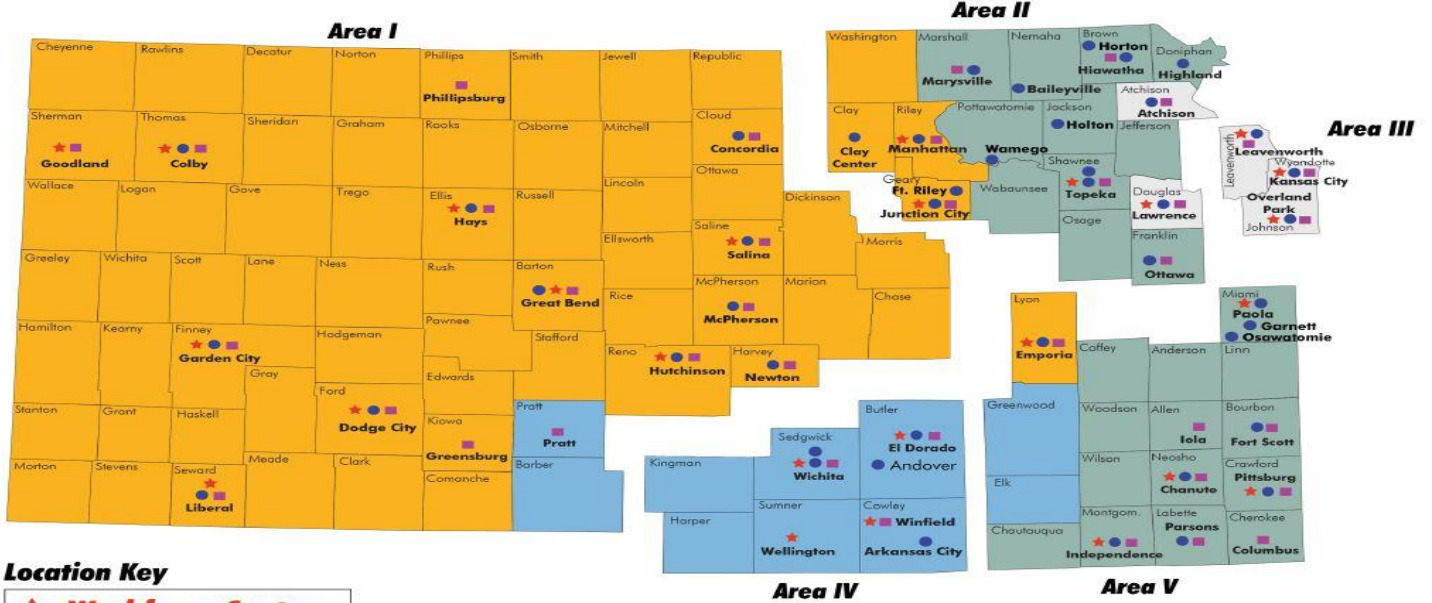 Area I
Area II
Area III
Cheyenne
Rawlins
Decatur
Norton
Phillips
Phillipsburg
Smith
Jewell
Republic
Sherman
Goodland
Thomas
Colby
Sheridan
Graham
Rooks
Osborne
Mitchell
Cloud
Concordia
Wallace
Logan
Gove
Trego
Ellis
Hays
Russell
Lincoln
Ottawa
Dickinson
Ellsworth
Saline
Salina
Morris
Greeley
Wichita
Scott
Lane
Ness
Rush
Barton
Great Bend
Rice
McPherson
McPherson
Marion
Chase
Hamilton
Kearny
Finney
Garden City
Hodgeman
Pawnee
Stafford
Reno
Hutchinson
Harvey
Newton
Gray
Ford
Dodge City
Edwards
Stanton
Grant
Haskell
Kiowa
Greensburg
Pratt
Pratt
Morton
Stevens
Seward
Liberal
Meade
Clark
Comanche
Barber
Washington
Marshall
Marysville
Nemaha
Baileyville
Brown
Horton
Hiawatha
Doniphan
Highland
Atchison
Atchison
Clay
Clay
Center
Riley
Manhattan
Pottawatomie
Wamego
Jackson
Holton
Jefferson
Leavenworth
Leavenworth
Wyandotte
Kansas City
Overland
Park
Johnson
Geary
Ft. Riley
Junction City
Wabaunsee
Shawnee
Topeka
Douglas
Lawrence
Osage
Franklin
Ottawa
Lyon
Emporia
Miami
Paola
Garnett
Osawatomie
Coffey
Anderson
Linn
Greenwood
Woodson
Allen
Iola
Bourbon
Fort Scott
Elk
Wilson
Neosho
Chanute
Crawford
Pittsburg
Chautauqua
Montgom.
Independence
Labette
Parsons
Cherokee
Columbus
Kingman
Sedgwick
Wichita
Butler
El Dorado
Andover
Harper
Sumner
Wellington
Cowley
Winfield
Arkansas City
Area IV
Area V
Location Key